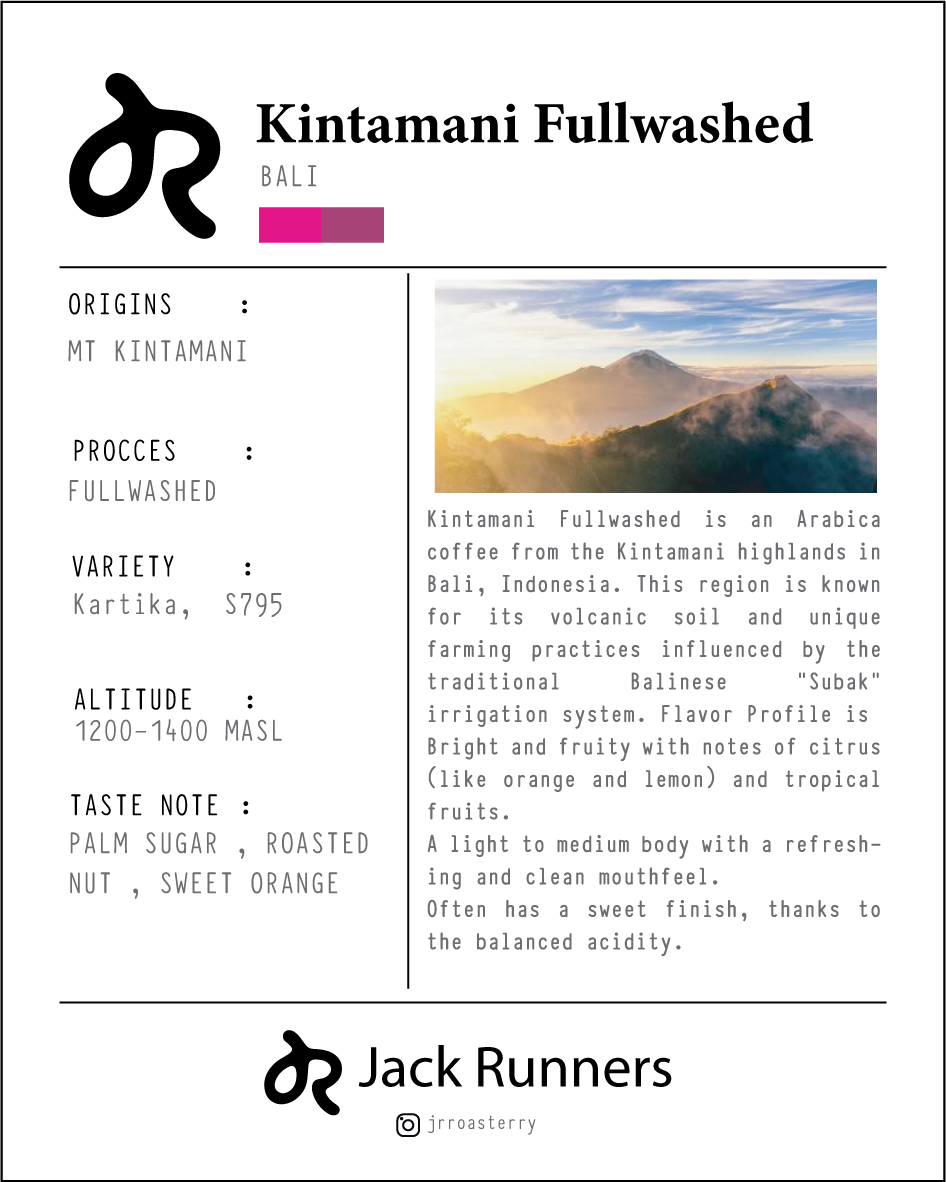 Kintamani Fullwashed
BALI
ORIGINS :
MT KINTAMANI
PROCCES :
FULLWASHED
VARIETY :
Kartika, S795
ALTITUDE :
1200-1400 MASL
TASTE NOTE :
PALM SUGAR , ROASTED
NUT , SWEET ORANGE
Kintamani Fullwashed is an Arabica
coffee from the Kintamani highlands in
Bali, Indonesia. This region is known
for its volcanic soil and unique
farming practices influenced by the
traditional Balinese "Subak"
irrigation system. Flavor Profile is
Bright and fruity with notes of citrus
(like orange and lemon) and tropical
fruits.
A light to medium body with a refresh-
ing and clean mouthfeel.
Often has a sweet finish, thanks to
the balanced acidity.
Jack Runners
jrroasterry